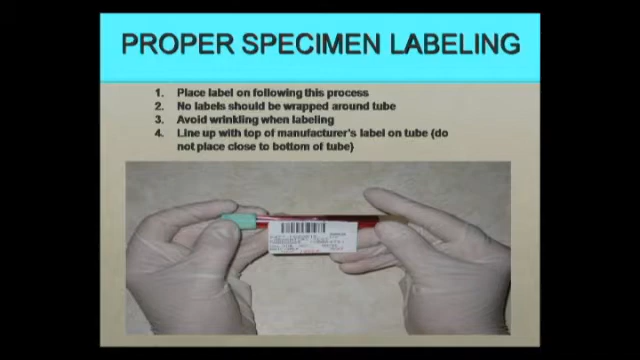 PROPER SPECIMEN LABELING
1. Place label on following this process
2. No labels should be wrapped around tube
3. Avoid wrinkling when labeling
4. Line up with top of manufacturer's label on tube (do
not place close to bottom of tube)